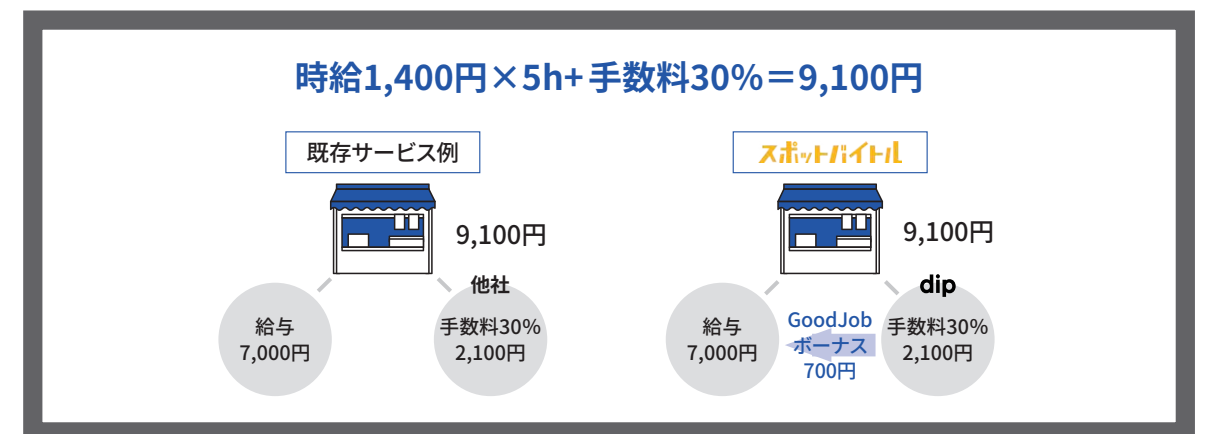 時給1,400円×5h+手数料30%＝9,100円
既存サービス例
9,100円
他社
給与
7,000円
手数料30%
2,100円
スポットバイトル
9,100円
dip
給与
7,000円
GoodJob
ボーナス
700円
手数料30%
2,100円